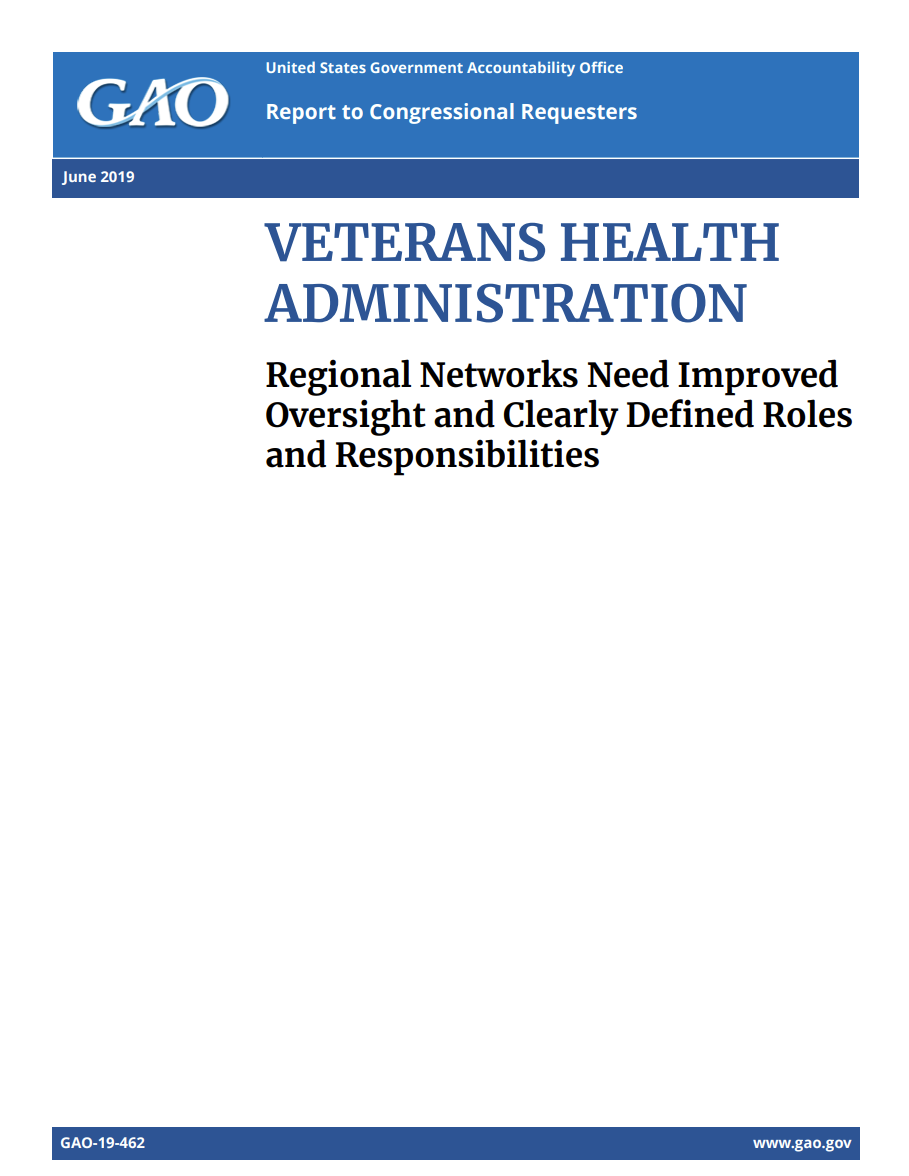 GAO
United States Government Accountability Office
Report to Congressional Requesters
June 2019
VETERANS HEALTH
ADMINISTRATION
Regional Networks Need Improved
Oversight and Clearly Defined Roles
and Responsibilities
GAO-19-462
www.gao.gov